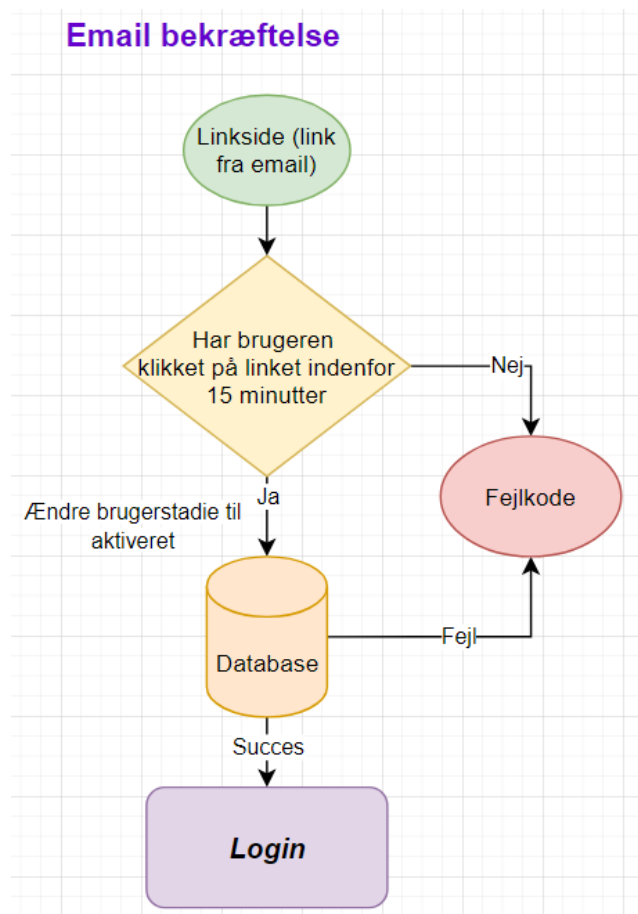 Email bekræftelse
Linkside (link
fra email)
Har brugeren
klikket på linket indenfor
15 minutter
Nej
Ja
Ændre brugerstadie til
aktiveret
Fejlkode
Database
Fejl
Succes
Login